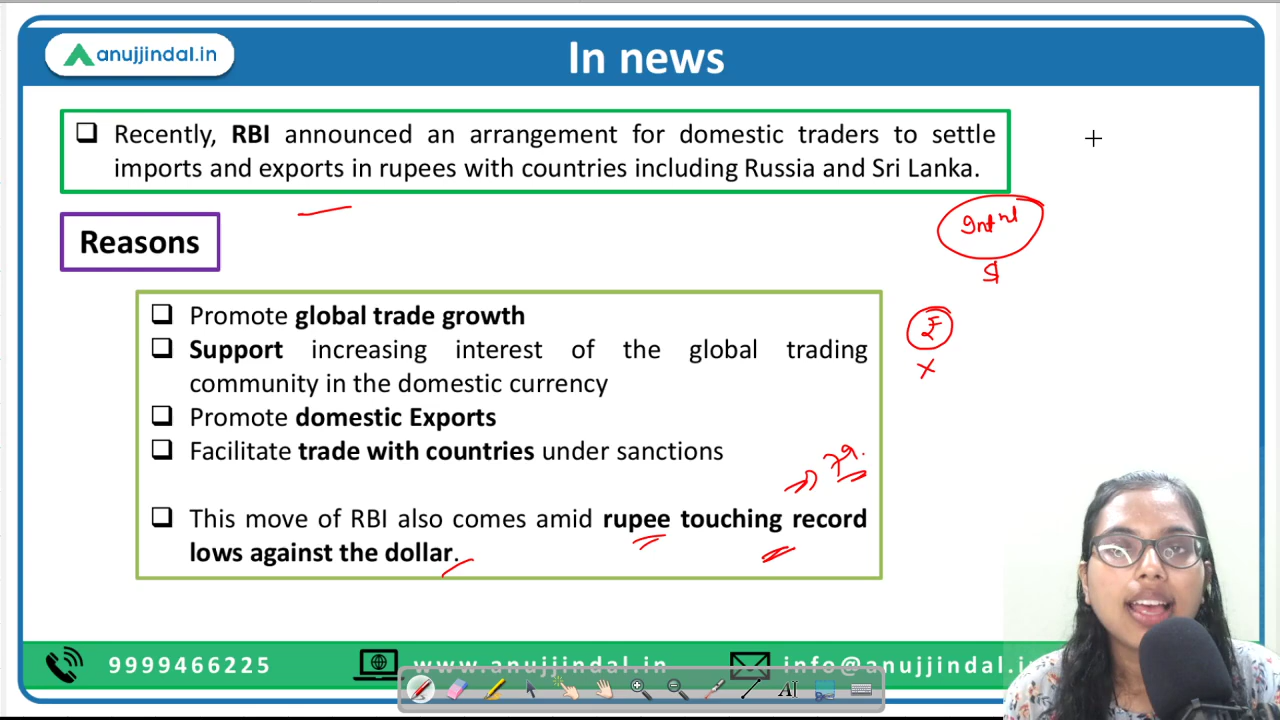 anujjindal.in
In news
Recently, RBI announced an arrangement for domestic traders to settle
imports and exports in rupees with countries including Russia and Sri Lanka.
Intnl
$
Reasons
Promote global trade growth
₹
Support increasing interest of the global trading
community in the domestic currency
Promote domestic Exports
Facilitate trade with countries under sanctions
79.
This move of RBI also comes amid rupee touching record
lows against the dollar.
9999466225
www.anujjindal.in
info@anujjindal.i
AI